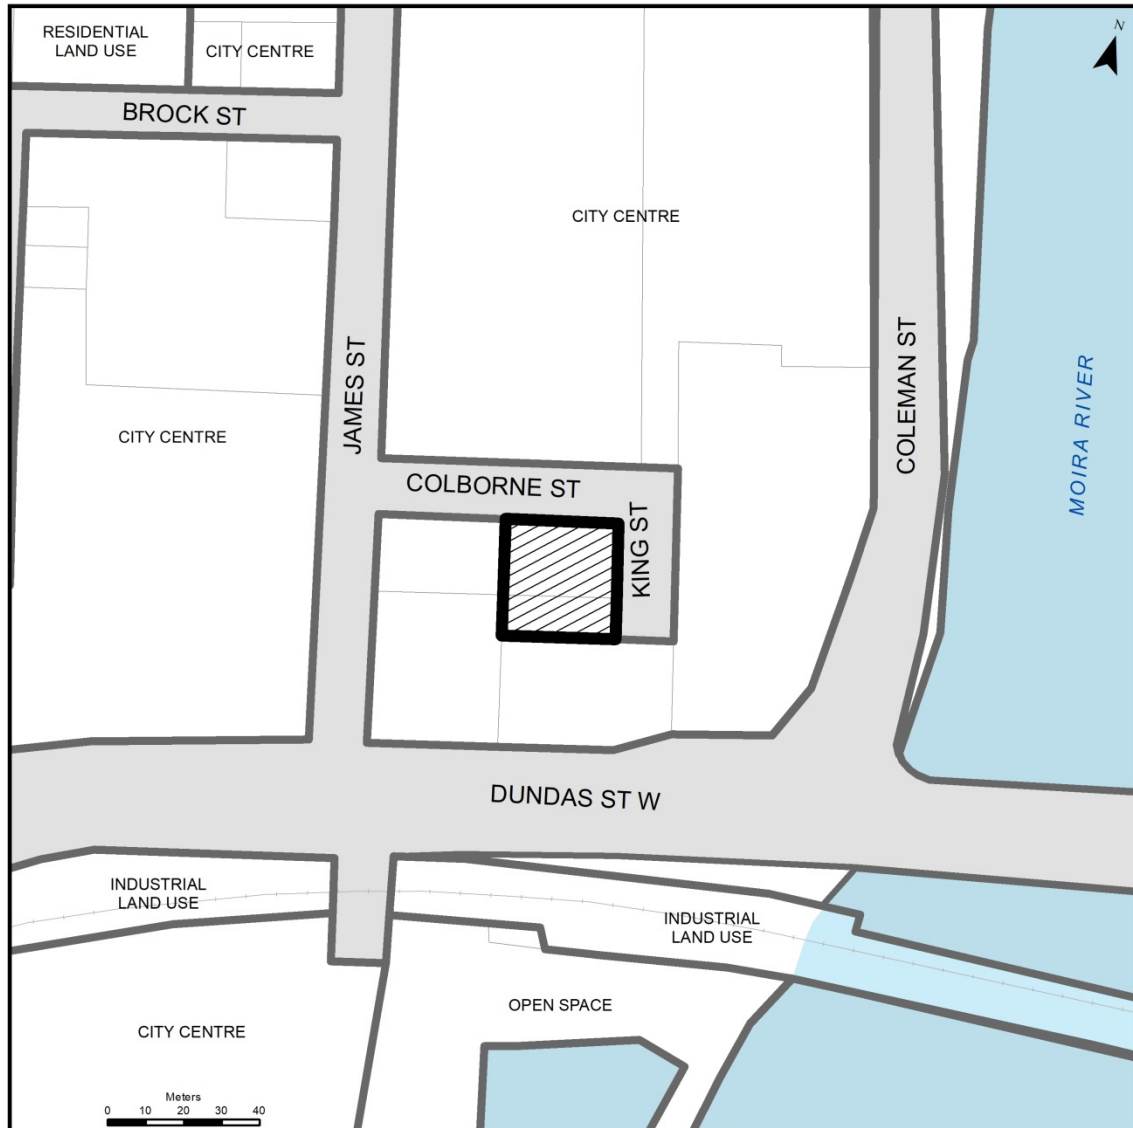 N
RESIDENTIAL
LAND USE
CITY CENTRE
BROCK ST
CITY CENTRE
JAMES ST
COLEMAN ST
MOIRA RIVER
CITY CENTRE
COLBORNE ST
KING ST
DUNDAS ST W
INDUSTRIAL
LAND USE
INDUSTRIAL
LAND USE
OPEN SPACE
CITY CENTRE
Meters
0 10 20 30 40